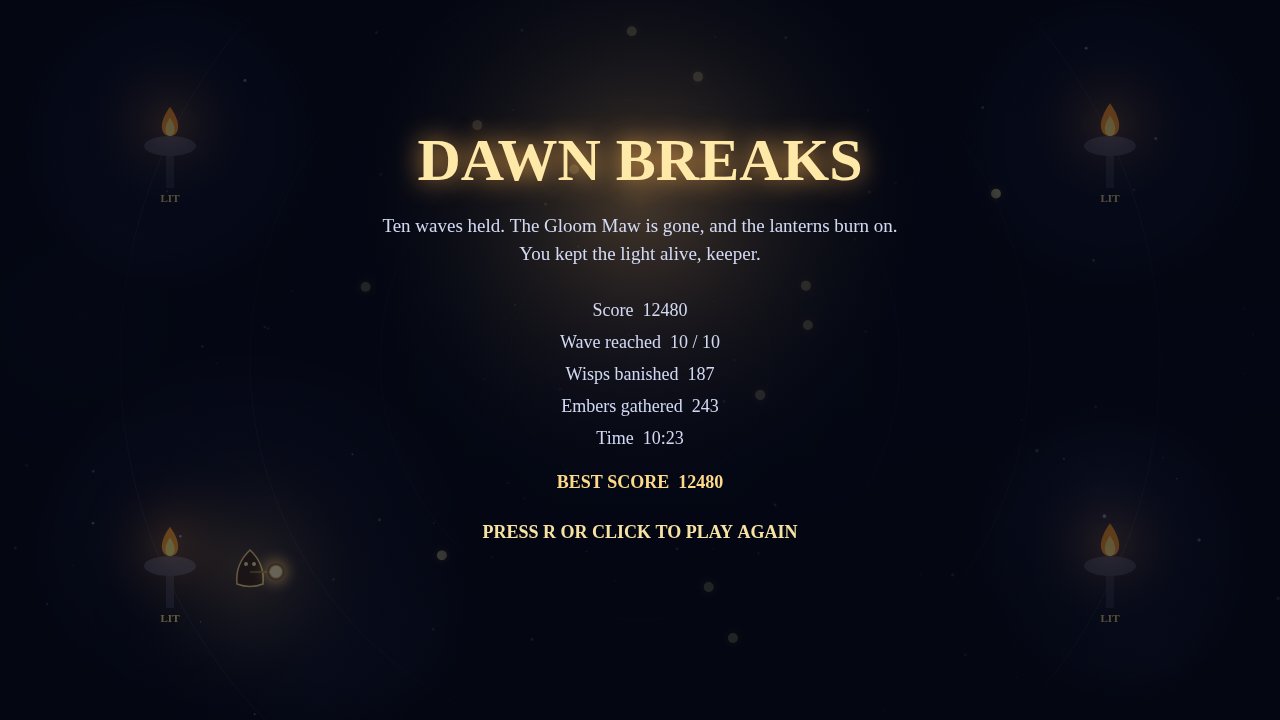 DAWN BREAKS
Ten waves held. The Gloom Maw is gone, and the lanterns burn on.
You kept the light alive, keeper.
Score 12480
Wave reached 10 / 10
Wisps banished 187
Embers gathered 243
Time 10:23
BEST SCORE 12480
PRESS R OR CLICK TO PLAY AGAIN
LIT
LIT
LIT
LIT